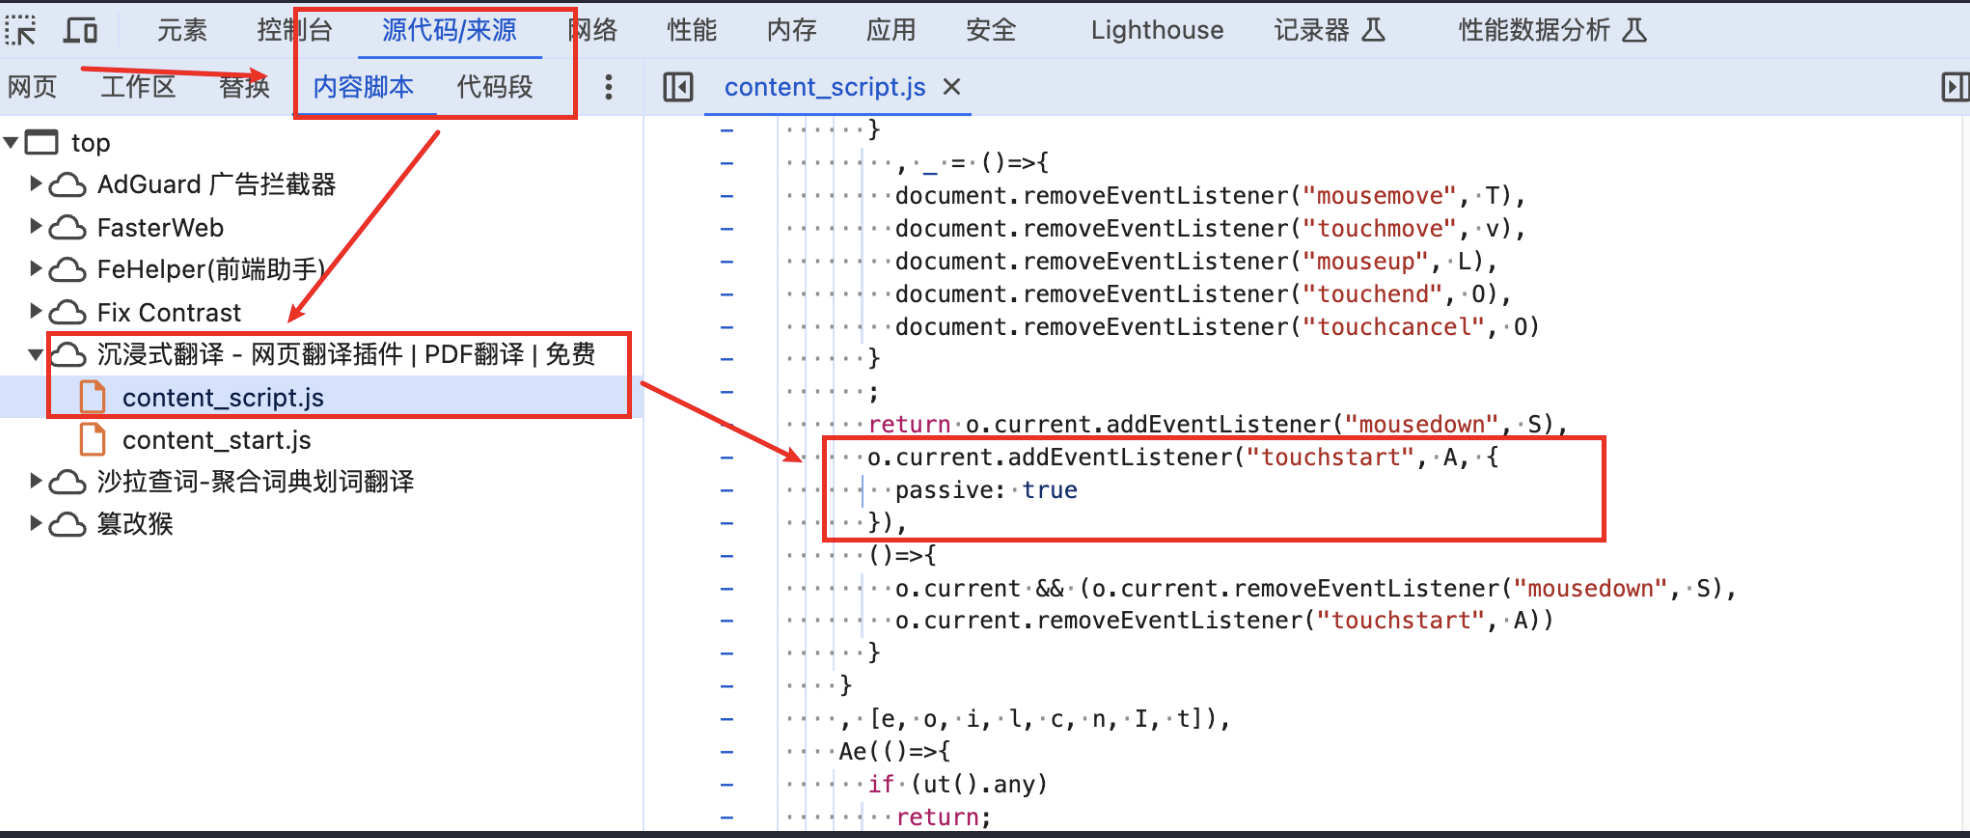 元素 控制台 源代码/来源 网络 性能 内存 应用 安全 Lighthouse 记录器 性能数据分析
网页 工作区 替换 内容脚本 代码段
content_script.js
top
AdGuard 广告拦截器
FasterWeb
FeHelper(前端助手)
Fix Contrast
沉浸式翻译 - 网页翻译插件 | PDF翻译 | 免费
content_script.js
content_start.js
沙拉查词-聚合词典划词翻译
篡改猴
}
, _ = ()=>{
document.removeEventListener("mousemove", T),
document.removeEventListener("touchmove", v),
document.removeEventListener("mouseup", L),
document.removeEventListener("touchend", O),
document.removeEventListener("touchcancel", O)
}
;
return o.current.addEventListener("mousedown", S),
o.current.addEventListener("touchstart", A, {
passive: true
}),
()=>{
o.current && (o.current.removeEventListener("mousedown", S),
o.current.removeEventListener("touchstart", A))
}
}
, [e, o, i, l, c, n, I, t]),
Ae(()=>{
if (ut().any)
return;